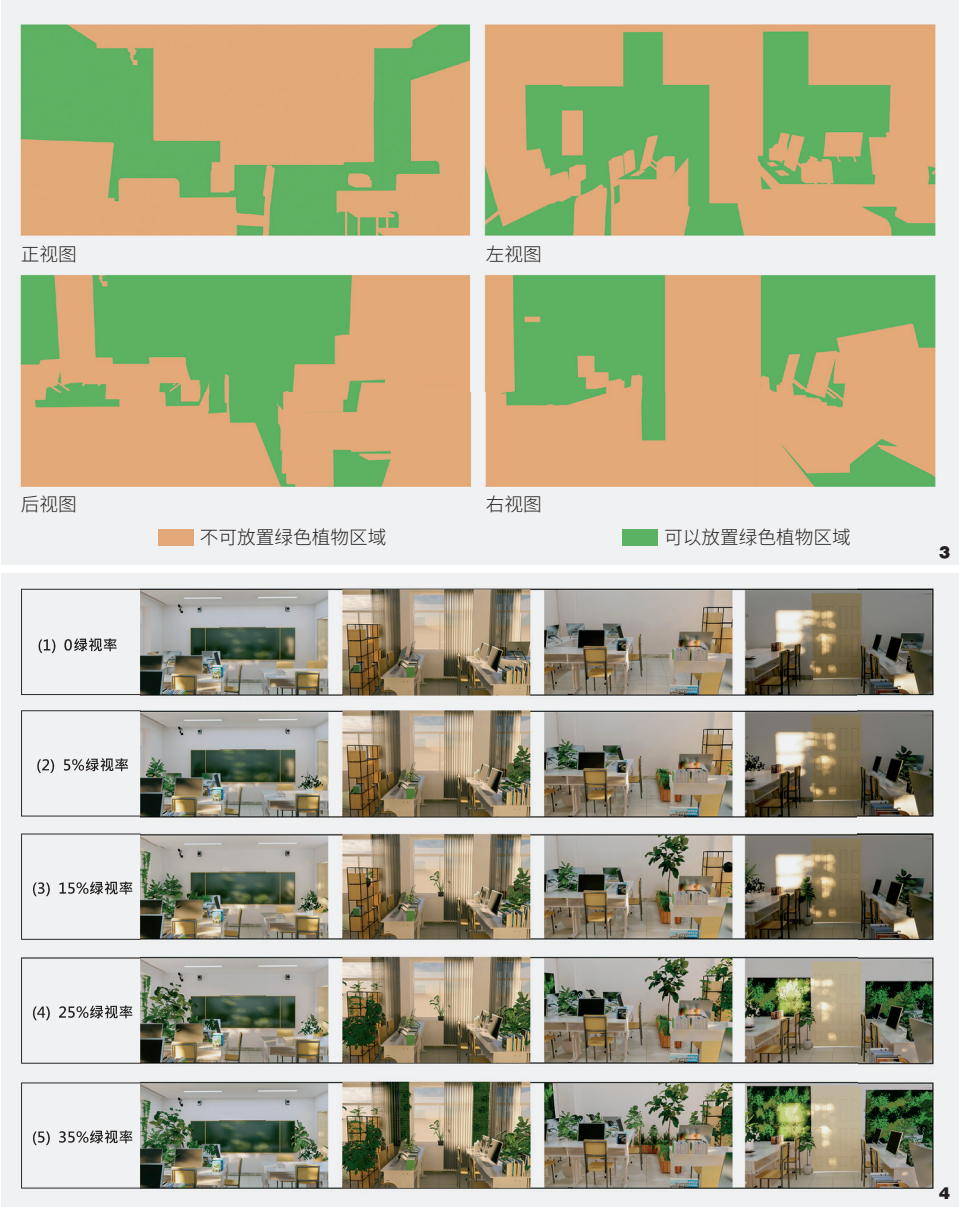 正视图
左视图
后视图
右视图
不可放置绿色植物区域
可以放置绿色植物区域
3
(1) 0绿视率
(2) 5%绿视率
(3) 15%绿视率
(4) 25%绿视率
(5) 35%绿视率
4